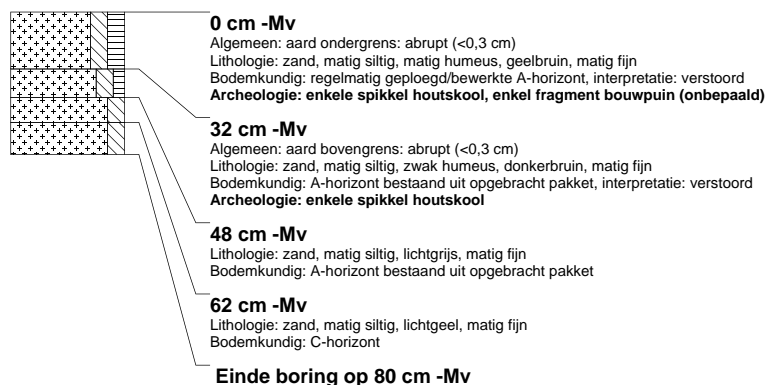 0 cm -Mv
Algemeen: aard ondergrens: abrupt (<0,3 cm)
Lithologie: zand, matig siltig, matig humeus, geelbruin, matig fijn
Bodemkundig: regelmatig geploegd/bewerkte A-horizont, interpretatie: verstoord
Archeologie: enkele spikkel houtskool, enkel fragment bouwpuin (onbepaald)
32 cm -Mv
Algemeen: aard bovengrens: abrupt (<0,3 cm)
Lithologie: zand, matig siltig, zwak humeus, donkerbruin, matig fijn
Bodemkundig: A-horizont bestaand uit opgebracht pakket, interpretatie: verstoord
Archeologie: enkele spikkel houtskool
48 cm -Mv
Lithologie: zand, matig siltig, lichtgrijs, matig fijn
Bodemkundig: A-horizont bestaand uit opgebracht pakket
62 cm -Mv
Lithologie: zand, matig siltig, lichtgeel, matig fijn
Bodemkundig: C-horizont
Einde boring op 80 cm -Mv